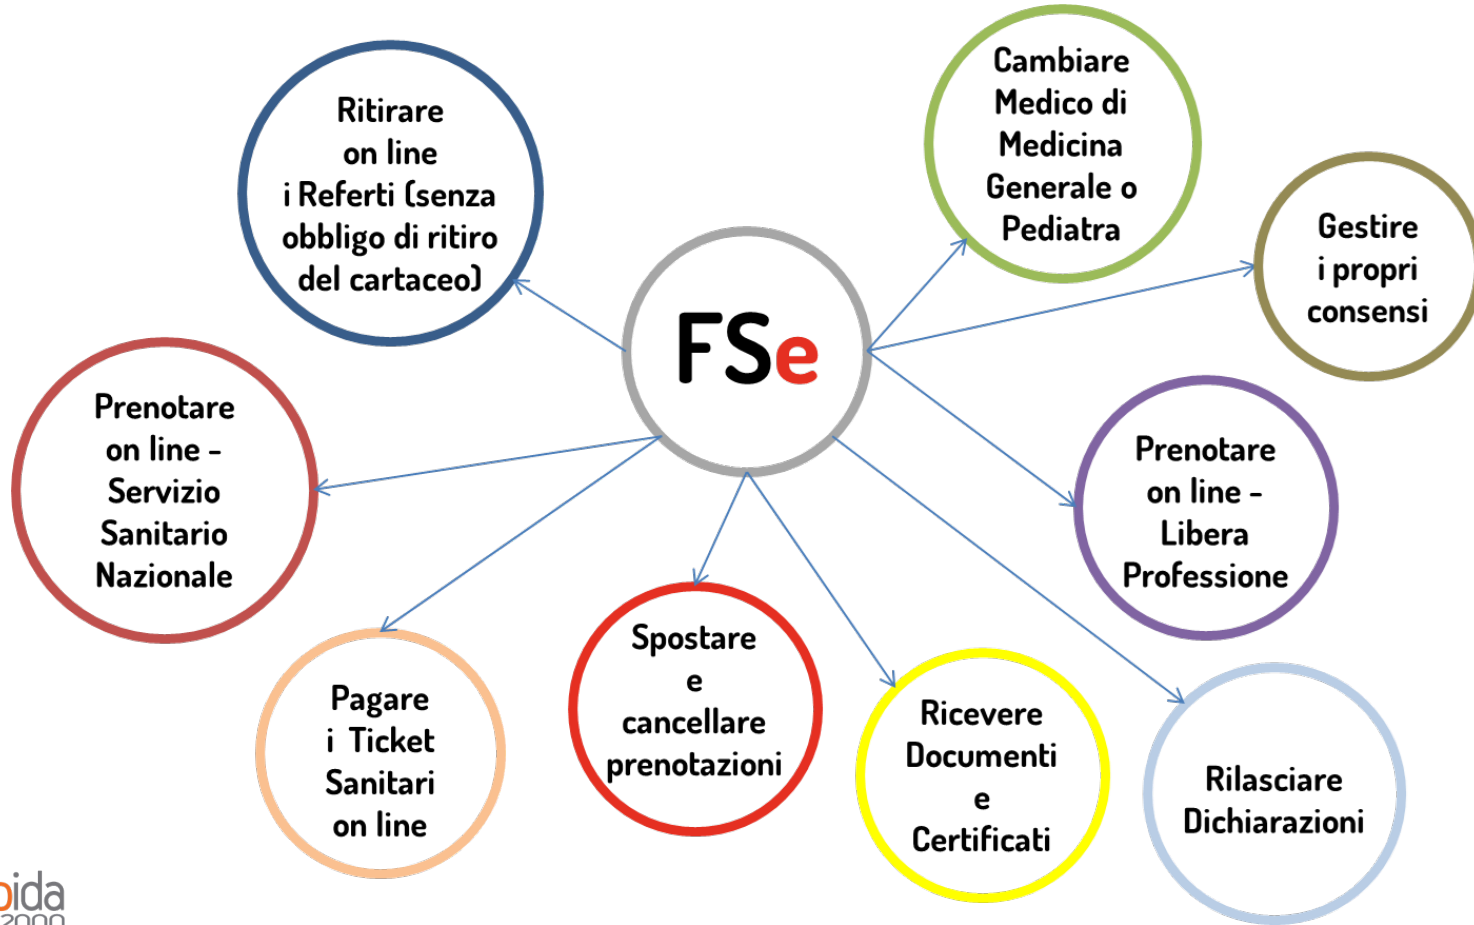 Ritirare
on line
i Referti (senza
obbligo di ritiro
del cartaceo)
Cambiare
Medico di
Medicina
Generale o
Pediatra
Gestire
i propri
consensi
FSe
Prenotare
on line -
Servizio
Sanitario
Nazionale
Prenotare
on line -
Libera
Professione
Pagare
i Ticket
Sanitari
on line
Spostare
e
cancellare
prenotazioni
Ricevere
Documenti
e
Certificati
Rilasciare
Dichiarazioni
pida
2000